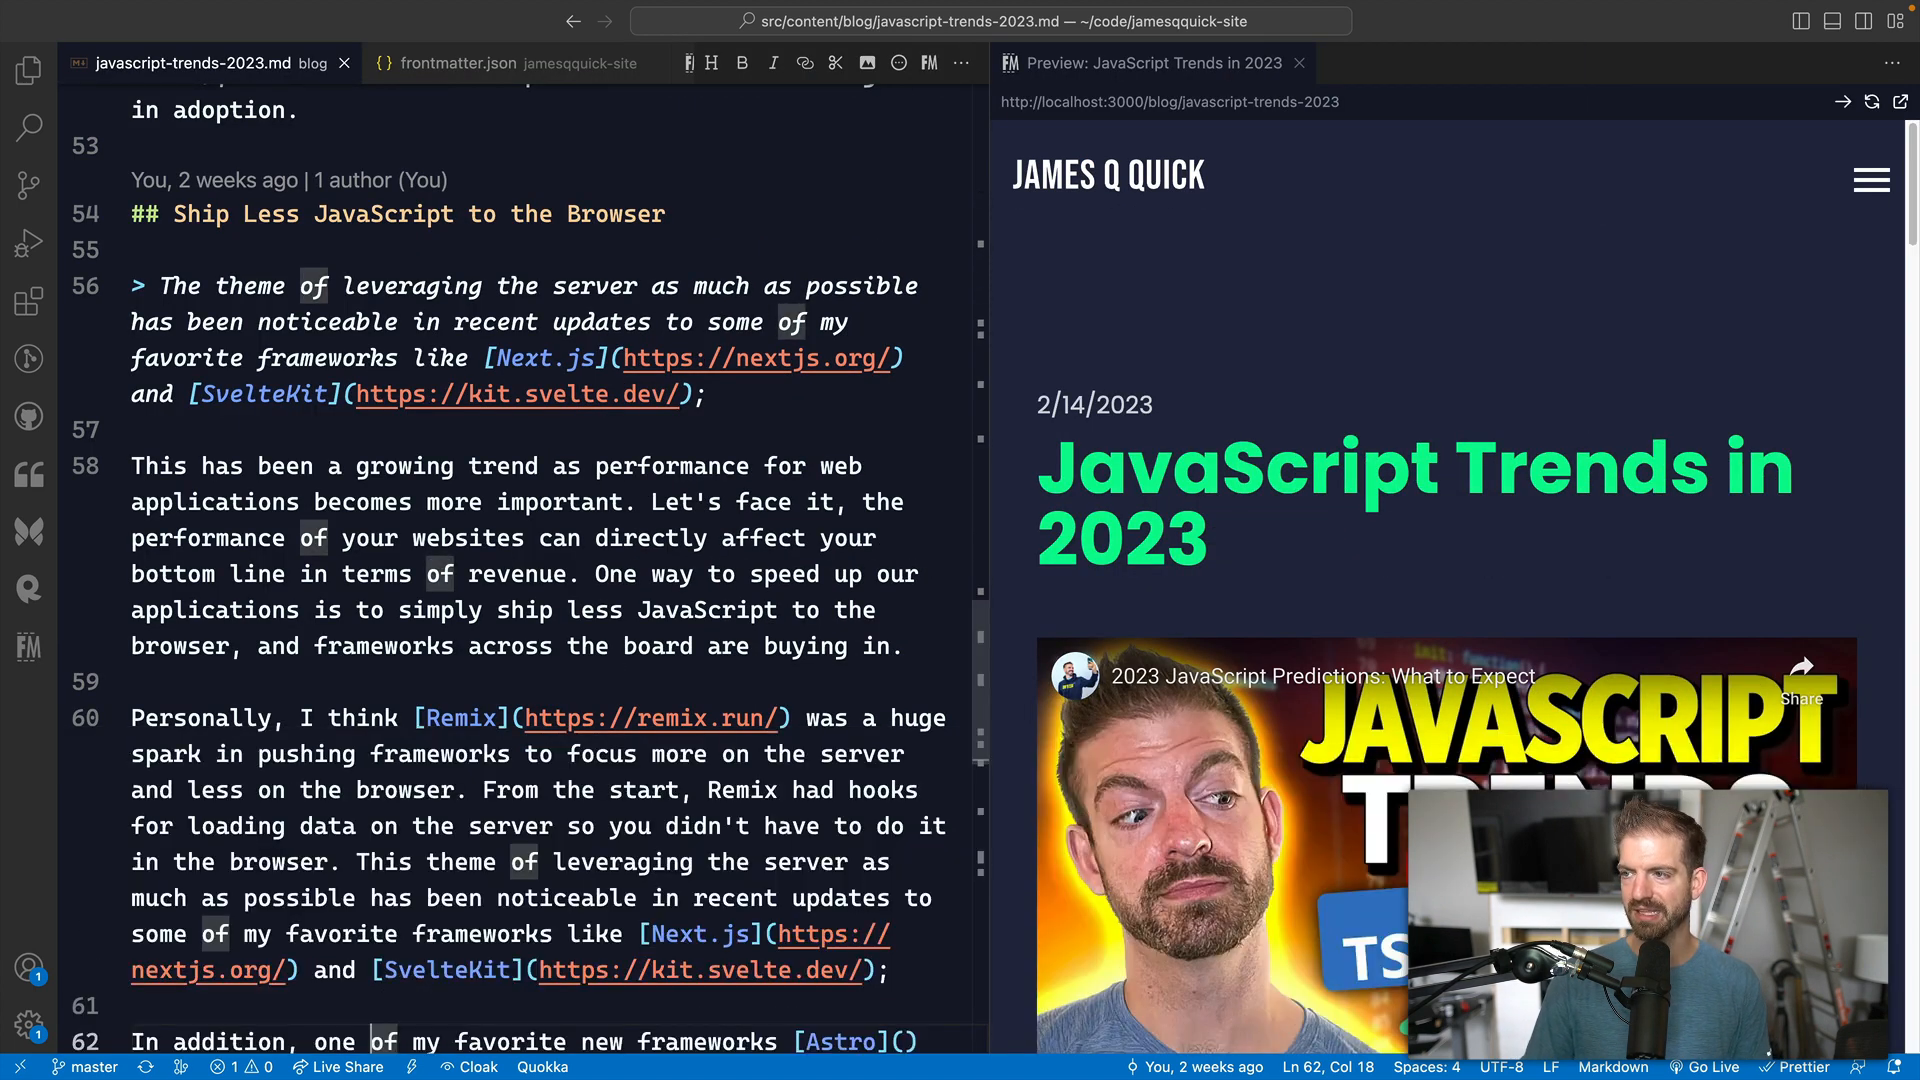 src/content/blog/javascript-trends-2023.md — ~/code/jamesqquick-site
javascript-trends-2023.md blog
{} frontmatter.json jamesqquick-site
H B I FM ···
FM Preview: JavaScript Trends in 2023
http://localhost:3000/blog/javascript-trends-2023
in adoption.
53
You, 2 weeks ago | 1 author (You)
54 ## Ship Less JavaScript to the Browser
55
56 > The theme of leveraging the server as much as possible
has been noticeable in recent updates to some of my
favorite frameworks like [Next.js](https://nextjs.org/)
and [SvelteKit](https://kit.svelte.dev/);
57
58 This has been a growing trend as performance for web
applications becomes more important. Let's face it, the
performance of your websites can directly affect your
bottom line in terms of revenue. One way to speed up our
applications is to simply ship less JavaScript to the
browser, and frameworks across the board are buying in.
59
60 Personally, I think [Remix](https://remix.run/) was a huge
spark in pushing frameworks to focus more on the server
and less on the browser. From the start, Remix had hooks
for loading data on the server so you didn't have to do it
in the browser. This theme of leveraging the server as
much as possible has been noticeable in recent updates to
some of my favorite frameworks like [Next.js](https://
nextjs.org/) and [SvelteKit](https://kit.svelte.dev/);
61
62 In addition, one of my favorite new frameworks [Astro]()
JAMES Q QUICK
2/14/2023
JavaScript Trends in
2023
2023 JavaScript Predictions: What to Expect
Share
JAVASCRIPT
TS
FM
1
1
master
1 0
Live Share
Cloak
Quokka
You, 2 weeks ago
Ln 62, Col 18
Spaces: 4
UTF-8
LF
Markdown
Go Live
Prettier